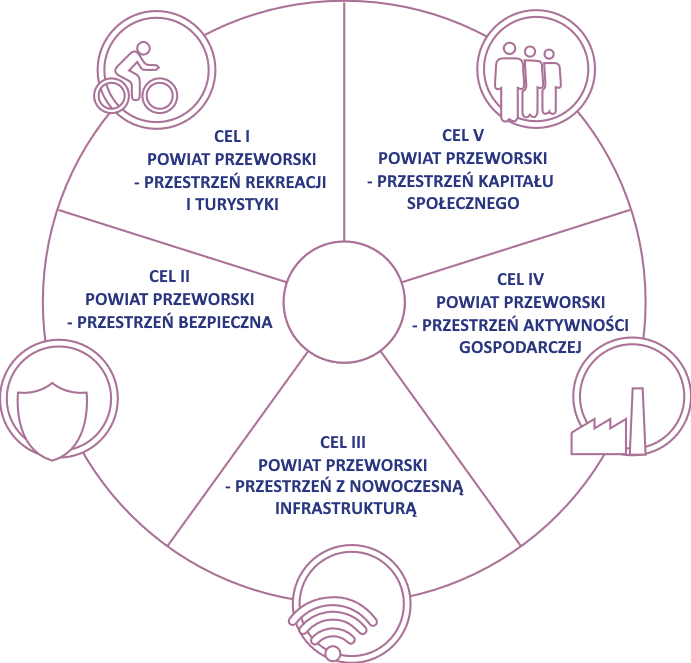 CEL I
POWIAT PRZEWORSKI
- PRZESTRZEŃ REKREACJI
I TURYSTYKI
CEL V
POWIAT PRZEWORSKI
- PRZESTRZEŃ KAPITAŁU
SPOŁECZNEGO
CEL II
POWIAT PRZEWORSKI
- PRZESTRZEŃ BEZPIECZNA
CEL IV
POWIAT PRZEWORSKI
- PRZESTRZEŃ AKTYWNOŚCI
GOSPODARCZEJ
CEL III
POWIAT PRZEWORSKI
- PRZESTRZEŃ Z NOWOCZESNĄ
INFRASTRUKTURĄ